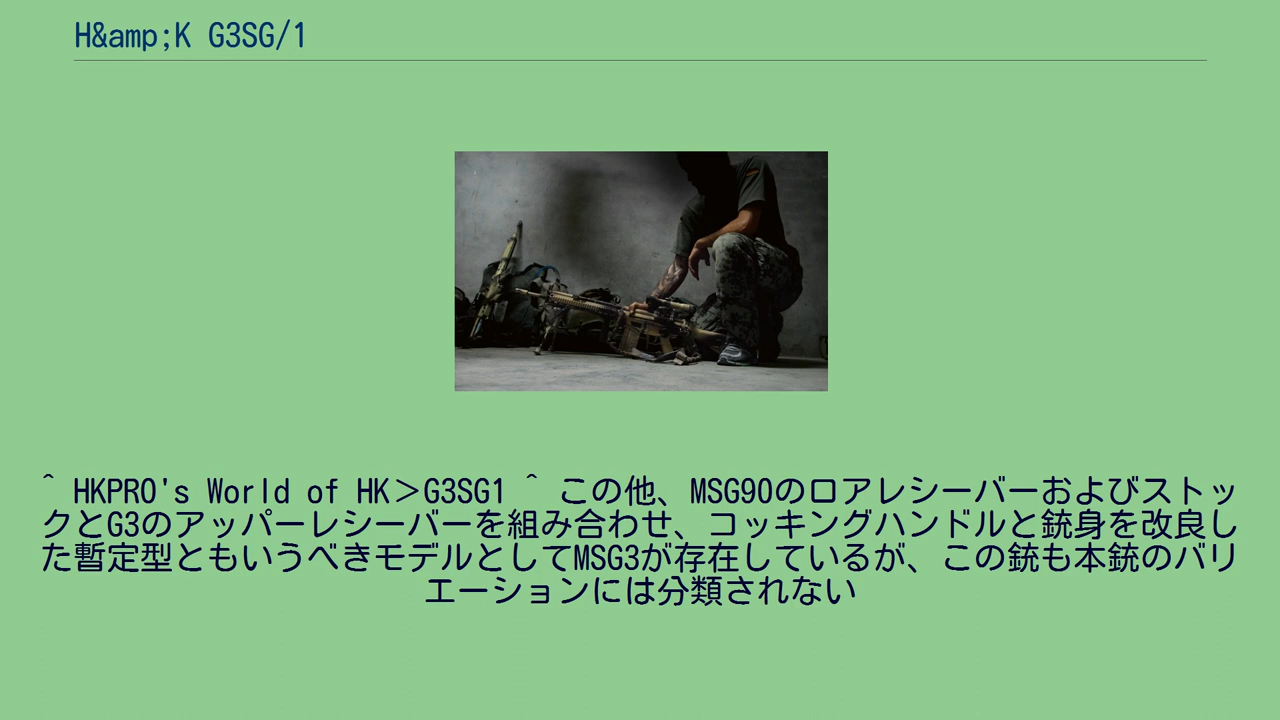 H&amp;K G3SG/1
^ HKPRO's World of HK＞G3SG1 ^ この他、MSG90のロアレシーバーおよびストッ
クとG3のアッパーレシーバーを組み合わせ、コッキングハンドルと銃身を改良し
た暫定型ともいうべきモデルとしてMSG3が存在しているが、この銃も本銃のバリ
エーションには分類されない